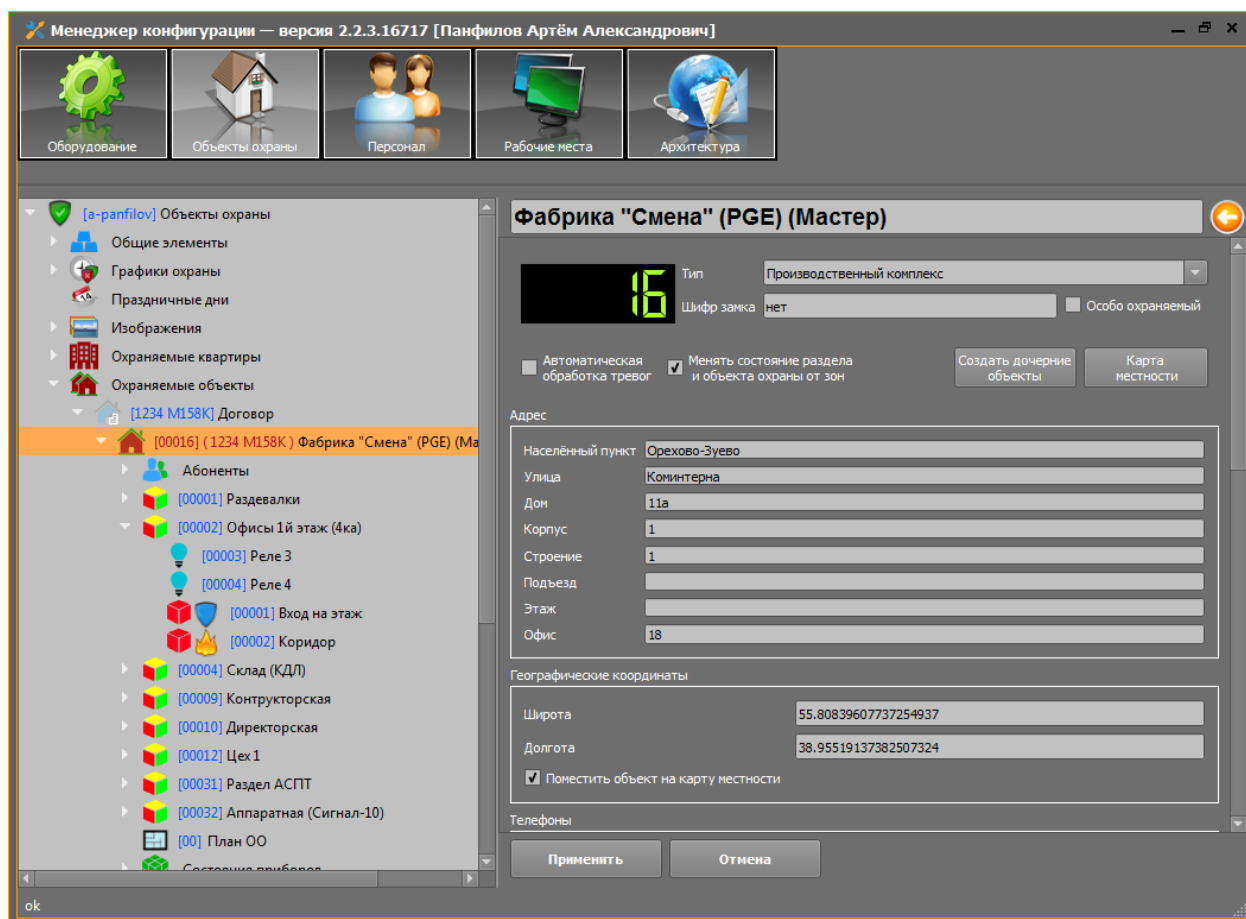 Менеджер конфигурации — версия 2.2.3.16717 [Панфилов Артём Александрович]
Оборудование
Объекты охраны
Персонал
Рабочие места
Архитектура
[a-panfilov] Объекты охраны
Общие элементы
Графики охраны
Праздничные дни
Изображения
Охраняемые квартиры
Охраняемые объекты
[1234 М158К] Договор
[00016] ( 1234 М158К ) Фабрика "Смена" (PGE) (Ма
Абоненты
[00001] Раздевалки
[00002] Офисы 1й этаж (4ка)
[00003] Реле 3
[00004] Реле 4
[00001] Вход на этаж
[00002] Коридор
[00004] Склад (КДЛ)
[00009] Контрукторская
[00010] Директорская
[00012] Цех 1
[00031] Раздел АСПТ
[00032] Аппаратная (Сигнал-10)
[00] План ОО
Состояния приборов
Фабрика "Смена" (PGE) (Мастер)
16
Тип
Производственный комплекс
Шифр замка
нет
Особо охраняемый
Автоматическая
обработка тревог
Менять состояние раздела
и объекта охраны от зон
Создать дочерние
объекты
Карта
местности
Адрес
Населённый пункт
Орехово-Зуево
Улица
Коминтерна
Дом
11а
Корпус
1
Строение
1
Подъезд
Этаж
Офис
18
Географические координаты
Широта
55.80839607737254937
Долгота
38.95519137382507324
Поместить объект на карту местности
Телефоны
Применить
Отмена
ok